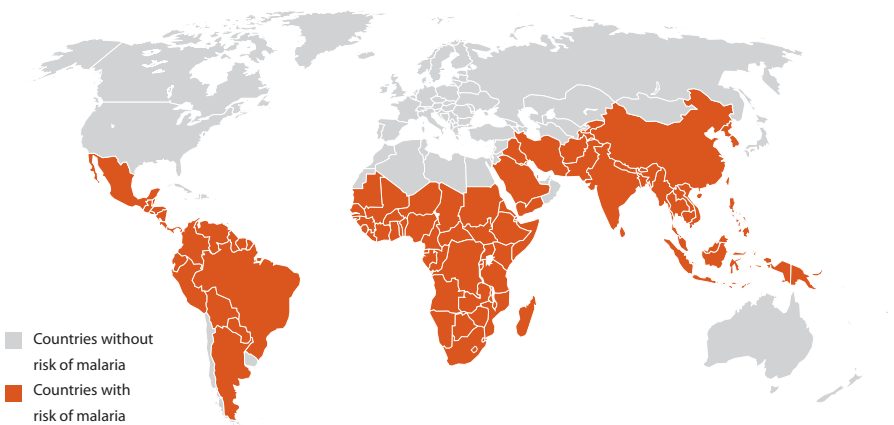 Countries without
risk of malaria
Countries with
risk of malaria